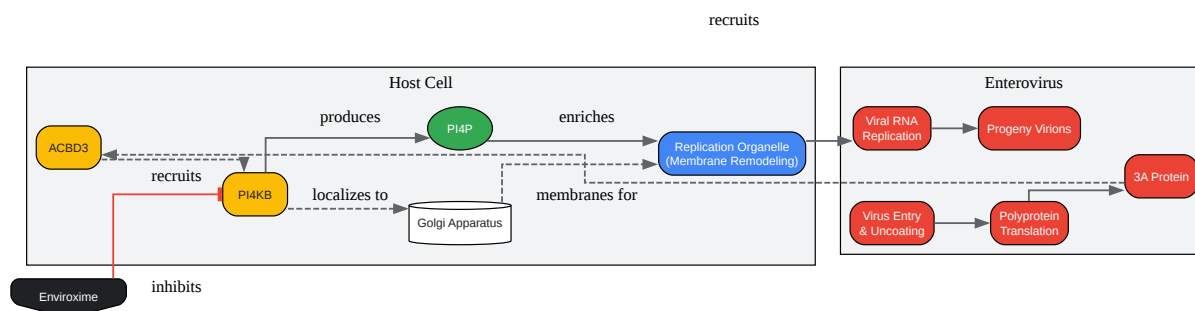 recruits
Host Cell
Enterovirus
produces
PI4P
enriches
Viral RNA
Replication
Progeny Virions
ACBD3
Replication Organelle
(Membrane Remodeling)
recruits
3A Protein
PI4KB
localizes to
membranes for
Golgi Apparatus
Virus Entry
& Uncoating
Polyprotein
Translation
Enviroxime
inhibits